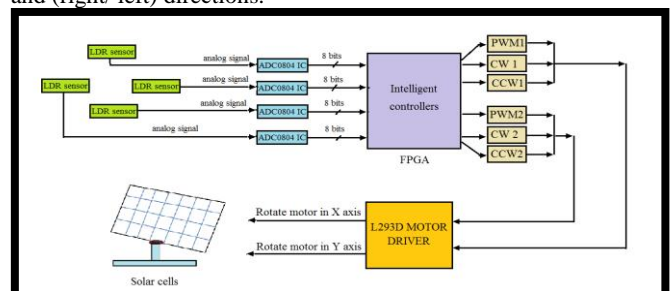 and (right/ left) directions.
LDR sensor
analog signal
ADC0804 IC
8 bits
LDR sensor
LDR sensor
analog signal
ADC0804 IC
8 bits
LDR sensor
analog signal
ADC0804 IC
8 bits
analog signal
ADC0804 IC
8 bits
Intelligent
controllers
FPGA
PWM1
CW 1
CCW1
PWM2
CW 2
CCW2
Rotate motor in X axis
Rotate motor in Y axis
L293D MOTOR
DRIVER
Solar cells